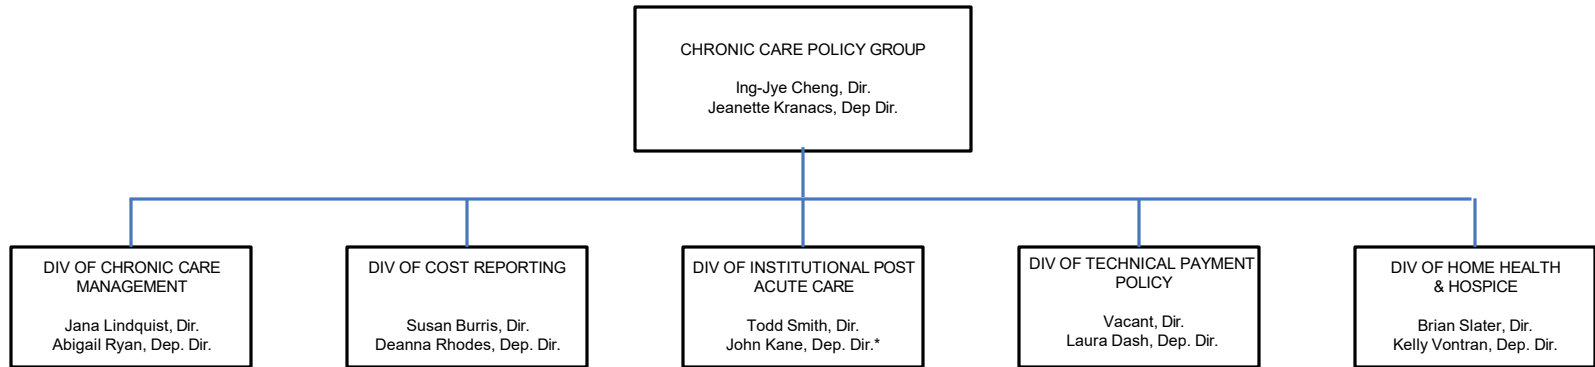 CHRONIC CARE POLICY GROUP
Ing-Jye Cheng, Dir.
Jeanette Kranacs, Dep Dir.
DIV OF CHRONIC CARE
MANAGEMENT
Jana Lindquist, Dir.
Abigail Ryan, Dep. Dir.
DIV OF COST REPORTING
Susan Burris, Dir.
Deanna Rhodes, Dep. Dir.
DIV OF INSTITUTIONAL POST
ACUTE CARE
Todd Smith, Dir.
John Kane, Dep. Dir.*
DIV OF TECHNICAL PAYMENT
POLICY
Vacant, Dir.
Laura Dash, Dep. Dir.
DIV OF HOME HEALTH
& HOSPICE
Brian Slater, Dir.
Kelly Vontran, Dep. Dir.